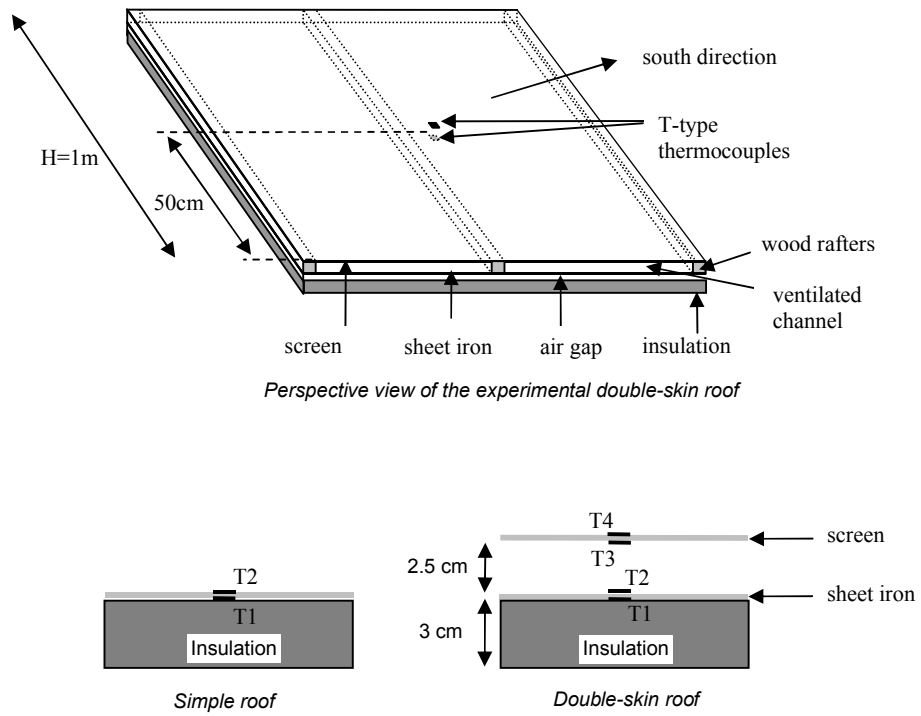 south direction
T-type
thermocouples
H=1m
50cm
wood rafters
ventilated
channel
screen
sheet iron
air gap
insulation
Perspective view of the experimental double-skin roof
T4
screen
T3
2.5 cm
T2
T2
sheet iron
T1
T1
3 cm
Insulation
Insulation
Simple roof
Double-skin roof